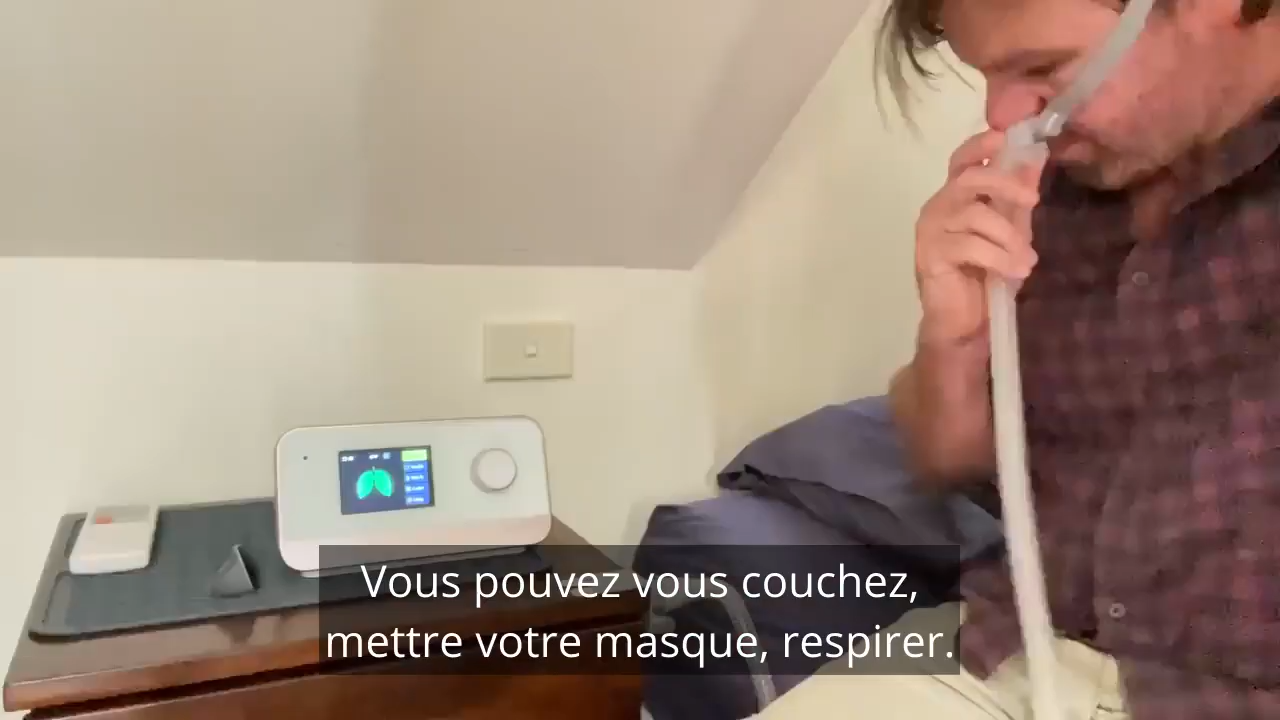 Vous pouvez vous couchez,
mettre votre masque, respirer.